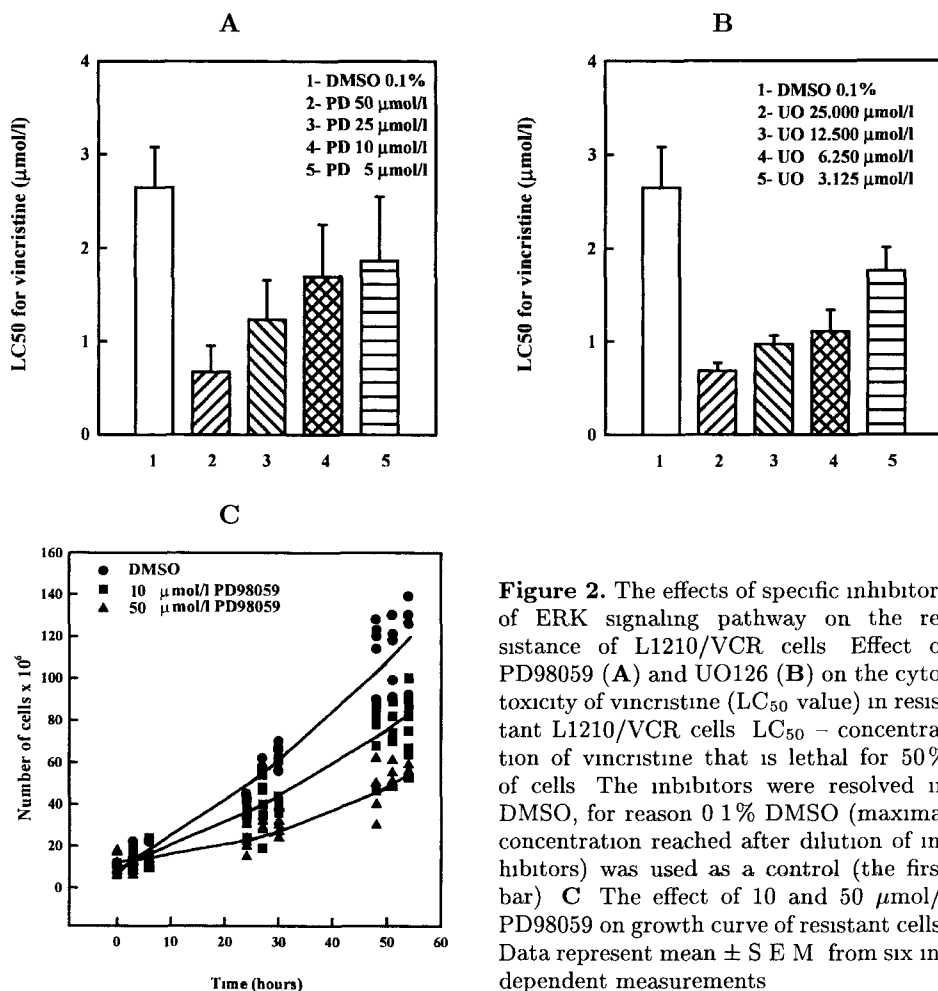 A
B
4
3
2
1
0
LC50 for vincristine (μmol/l)
1- DMSO 0.1%
2- PD 50 μmol/l
3- PD 25 μmol/l
4- PD 10 μmol/l
5- PD 5 μmol/l
1 2 3 4 5
4
3
2
1
0
LC50 for vincristine (μmol/l)
1- DMSO 0.1%
2- UO 25.000 μmol/l
3- UO 12.500 μmol/l
4- UO 6.250 μmol/l
5- UO 3.125 μmol/l
1 2 3 4 5
C
160
140
120
100
80
60
40
20
0
Number of cells x 10⁶
● DMSO
■ 10 μmol/l PD98059
▲ 50 μmol/l PD98059
0 10 20 30 40 50 60
Time (hours)
Figure 2. The effects of specific inhibitor
of ERK signaling pathway on the re-
sistance of L1210/VCR cells Effect o
PD98059 (A) and UO126 (B) on the cyto
toxicity of vincristine (LC₅₀ value) in resis
tant L1210/VCR cells LC₅₀ – concentra
tion of vincristine that is lethal for 50%
of cells The inhibitors were resolved i
DMSO, for reason 0 1% DMSO (maxima
concentration reached after dilution of in
hibitors) was used as a control (the firs
bar) C The effect of 10 and 50 μmol/
PD98059 on growth curve of resistant cells
Data represent mean ± S E M from six in
dependent measurements